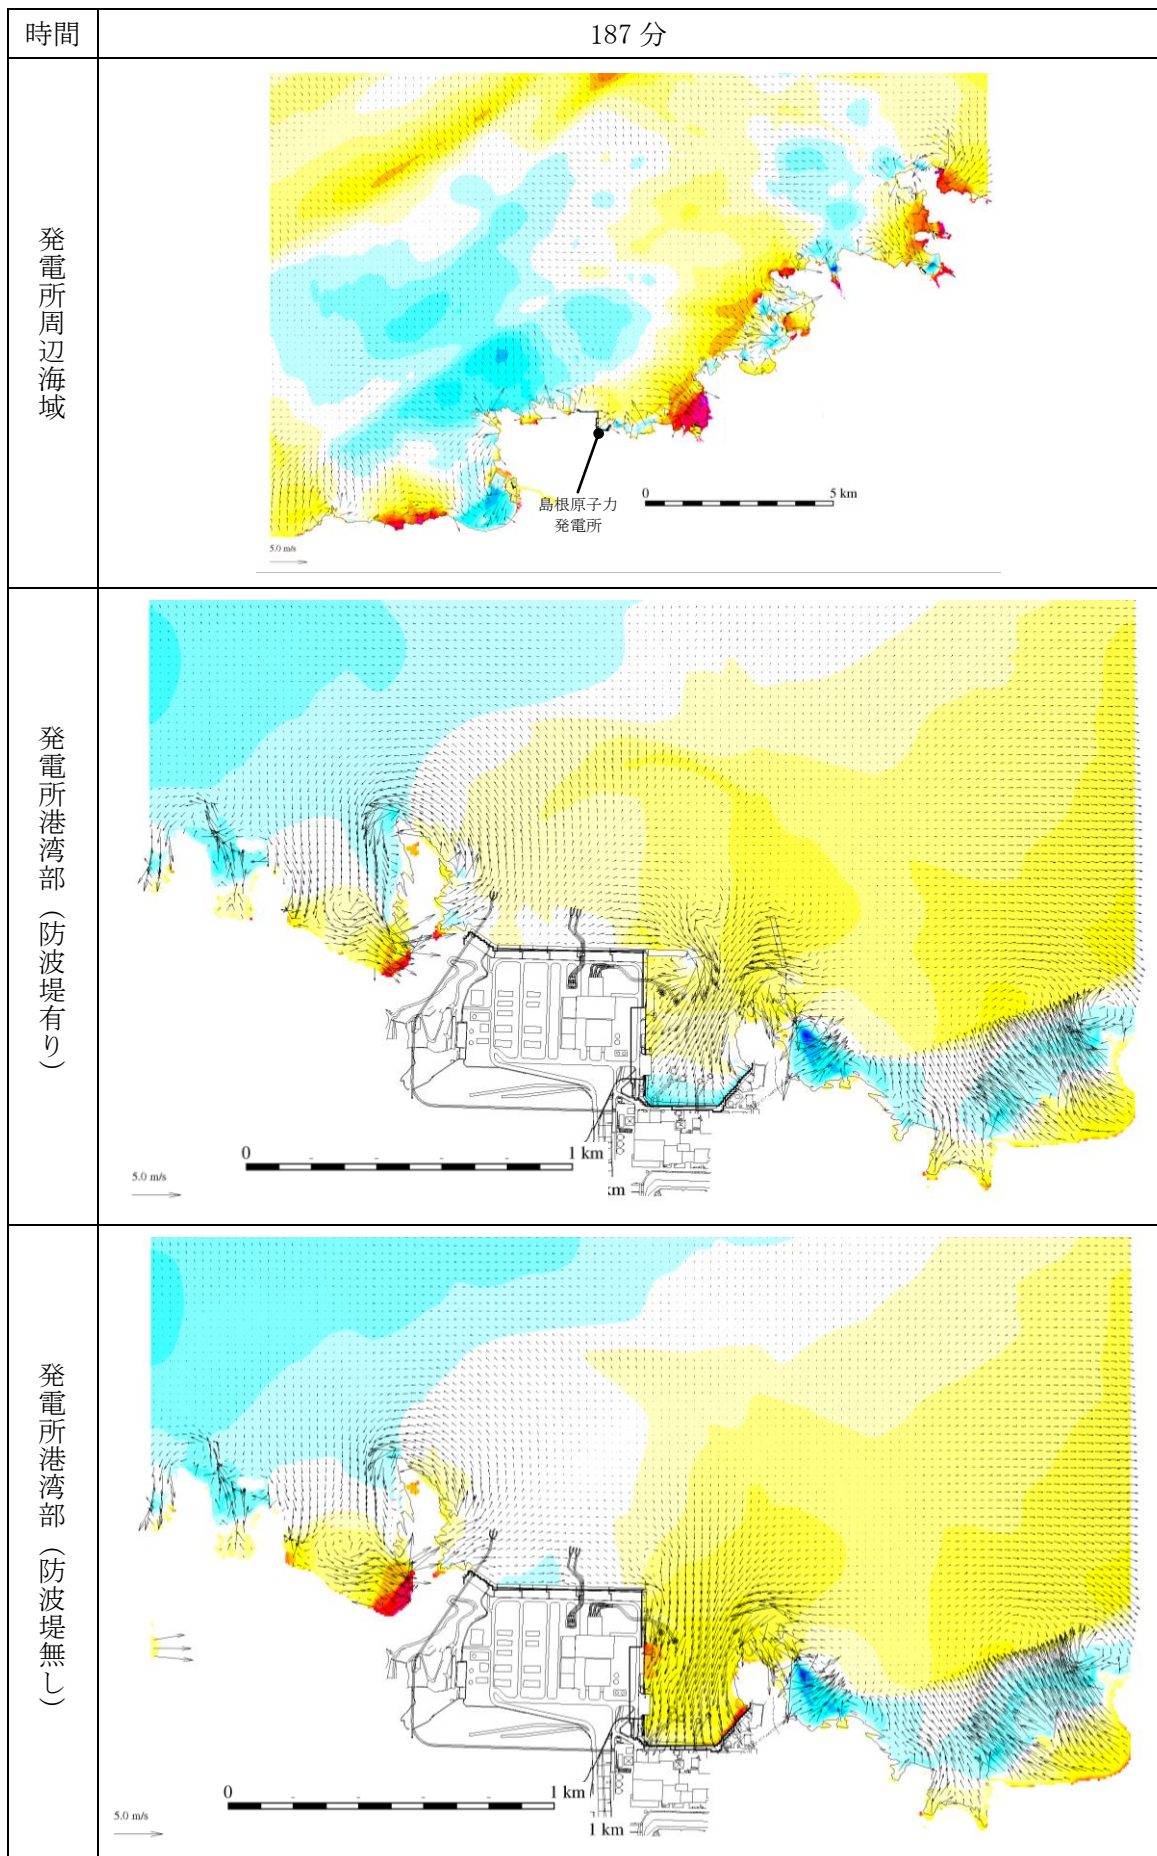 時間
187 分
発電所周辺海域
島根原子力
発電所
0
5 km
5.0 m/s
発電所港湾部（防波堤有り）
0
1 km
5.0 m/s
km
発電所港湾部（防波堤無し）
0
1 km
5.0 m/s
1 km